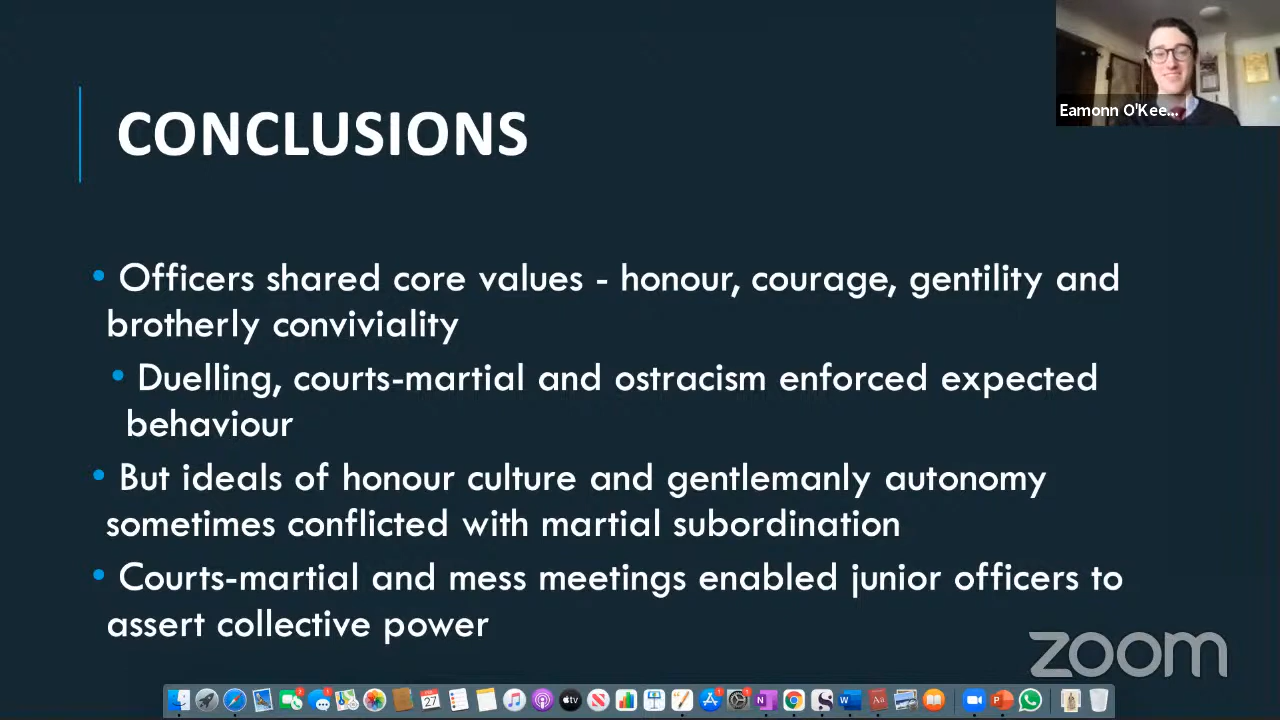 Eamonn O'Kee...
CONCLUSIONS
• Officers shared core values - honour, courage, gentility and
brotherly conviviality
• Duelling, courts-martial and ostracism enforced expected
behaviour
• But ideals of honour culture and gentlemanly autonomy
sometimes conflicted with martial subordination
• Courts-martial and mess meetings enabled junior officers to
assert collective power
zoom